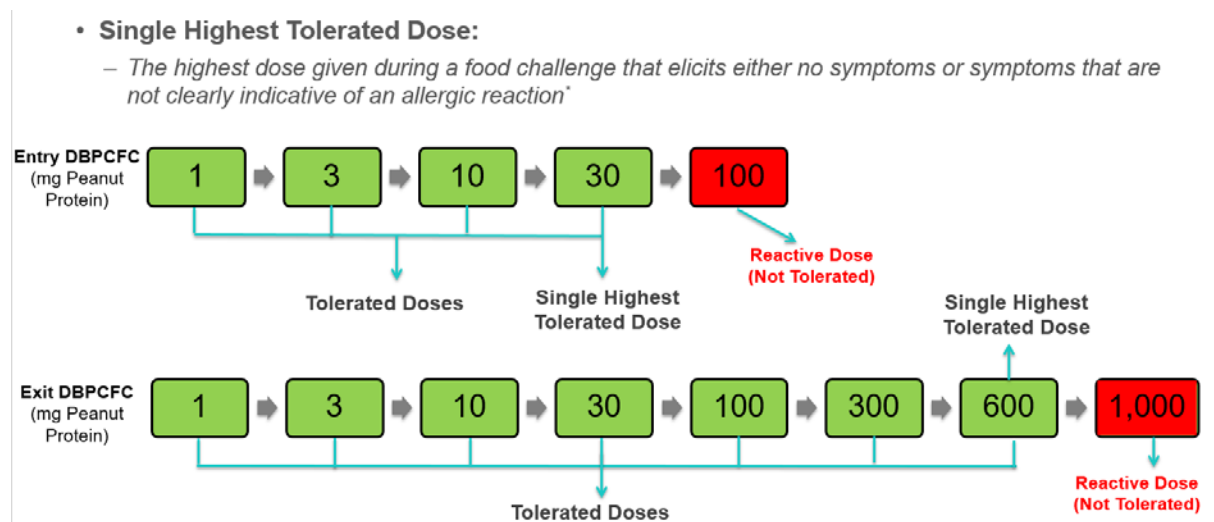 • Single Highest Tolerated Dose:
– The highest dose given during a food challenge that elicits either no symptoms or symptoms that are
not clearly indicative of an allergic reaction*
Entry DBPCFC
(mg Peanut
Protein)
1
3
10
30
100
Reactive Dose
(Not Tolerated)
Tolerated Doses
Single Highest
Tolerated Dose
Single Highest
Tolerated Dose
Exit DBPCFC
(mg Peanut
Protein)
1
3
10
30
100
300
600
1,000
Reactive Dose
(Not Tolerated)
Tolerated Doses